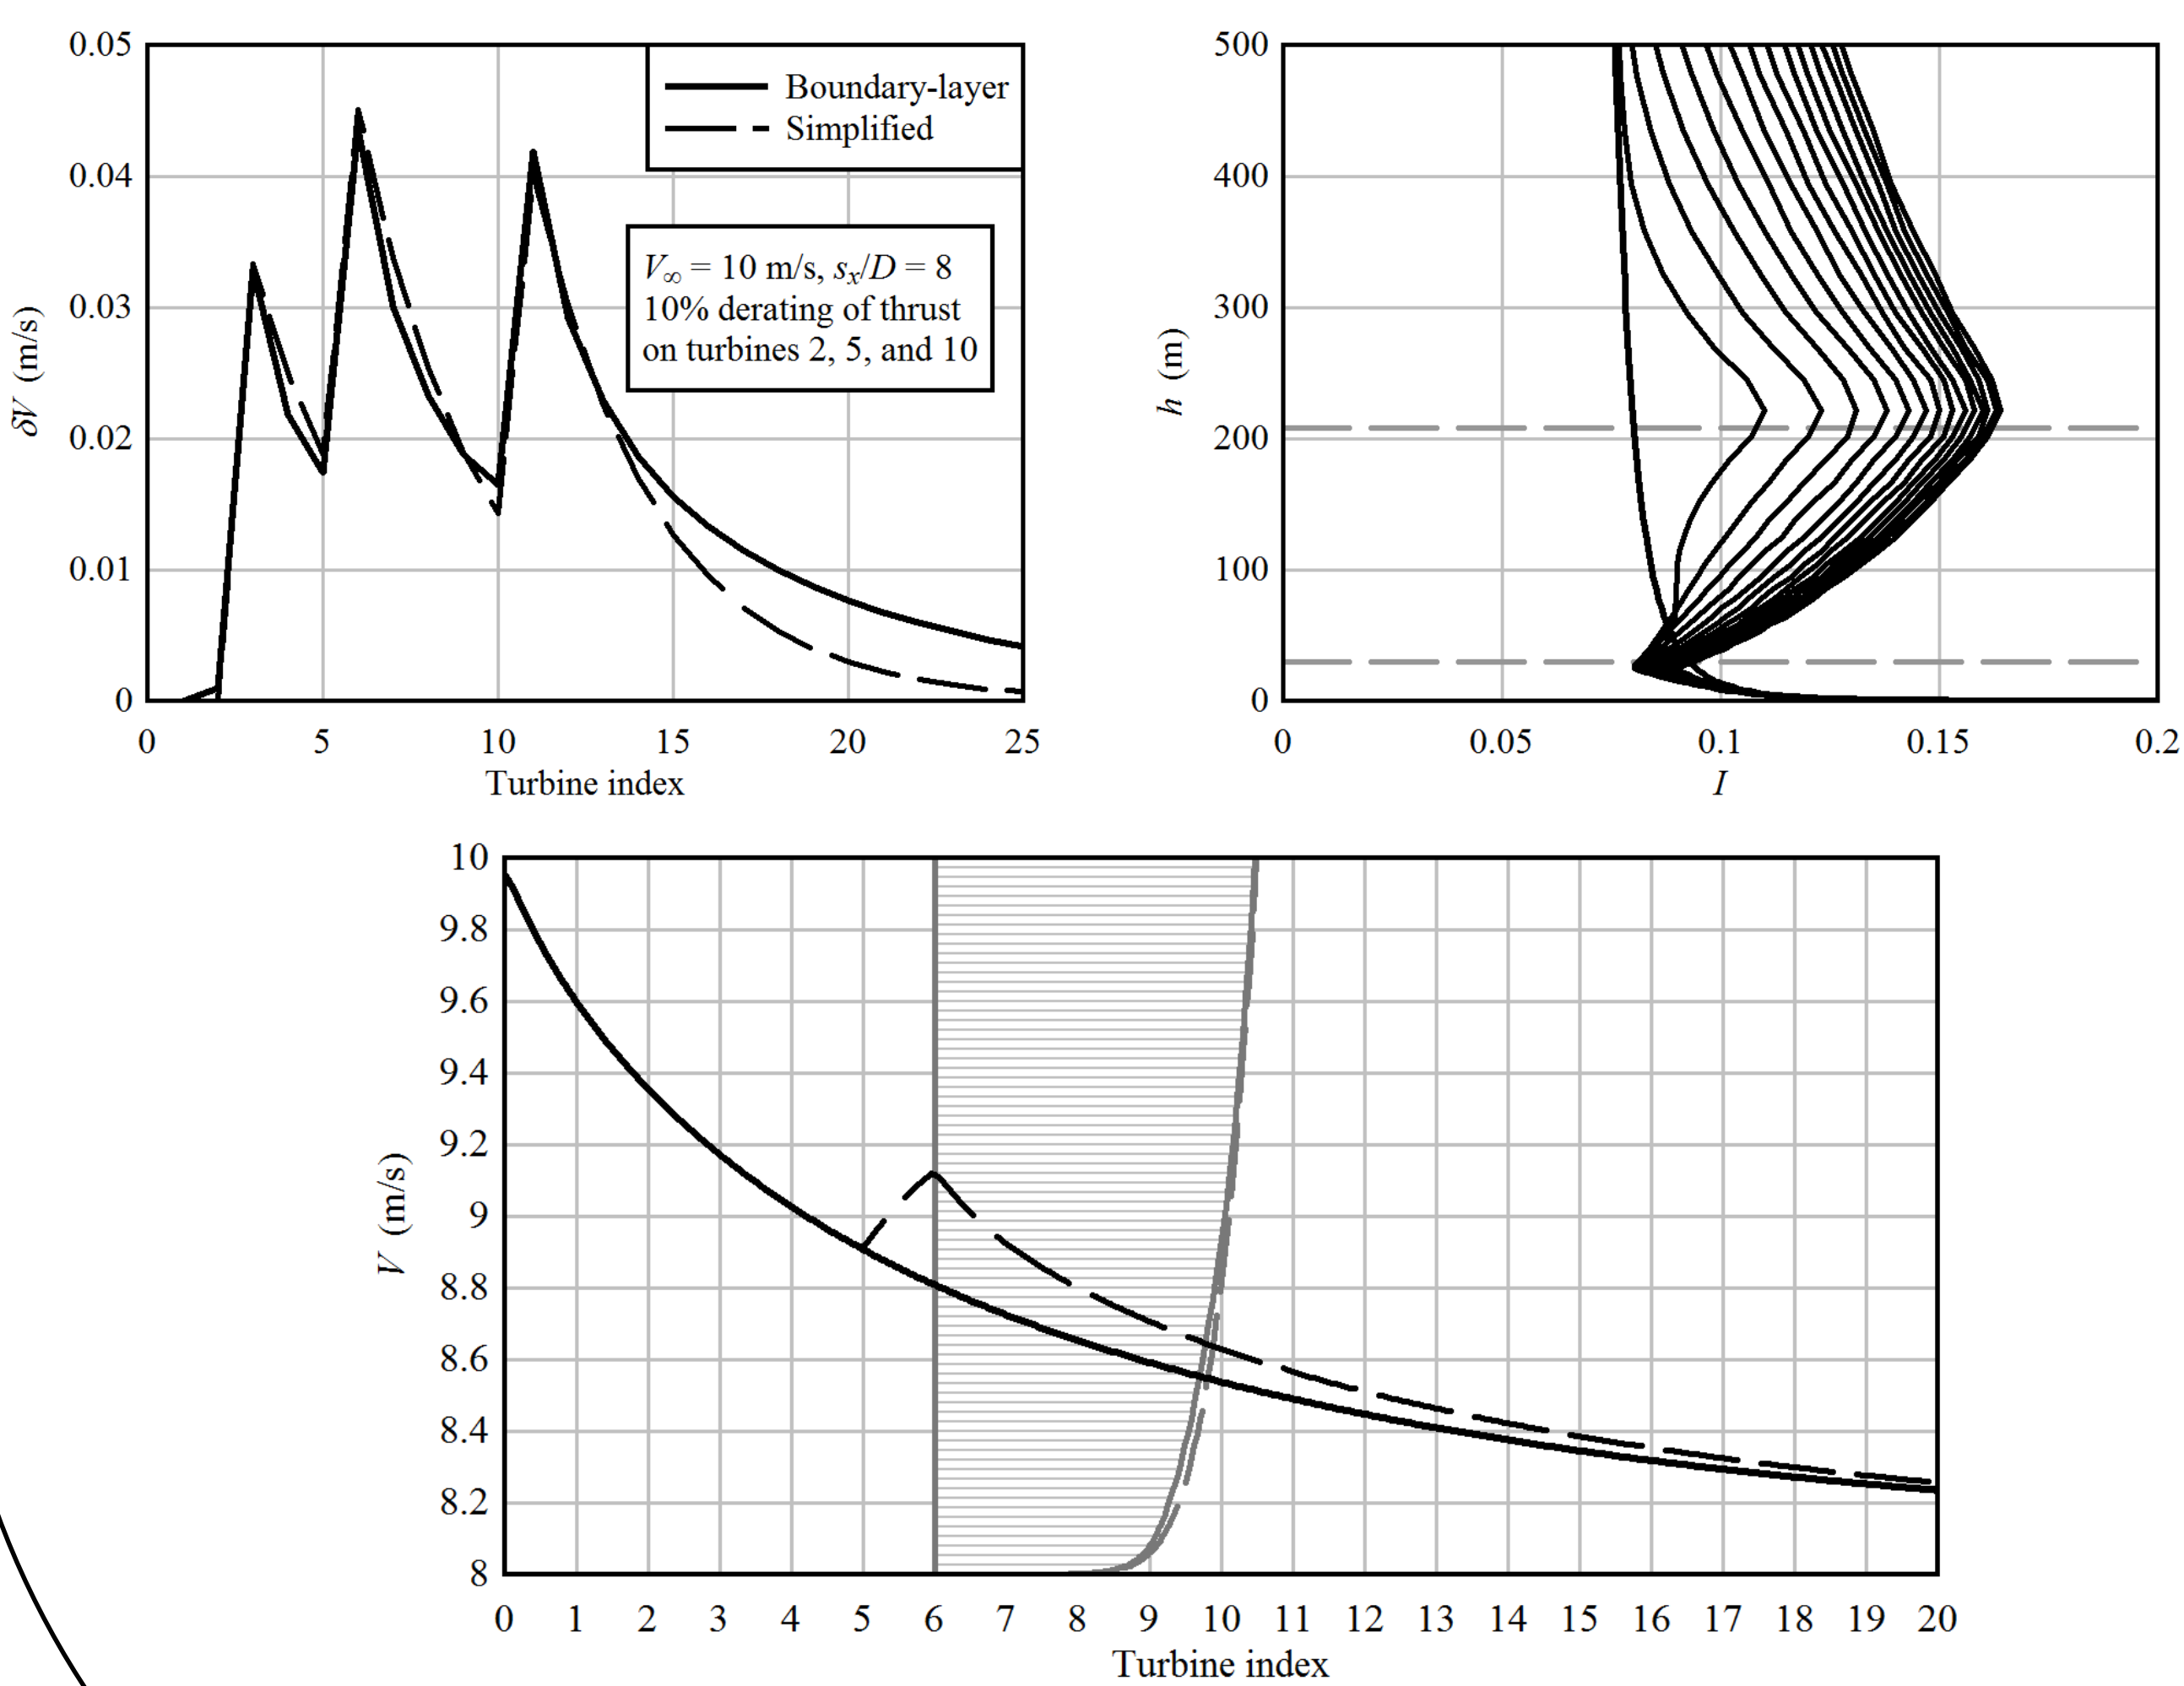 0.05
0.04
0.03
0.02
0.01
0
δV (m/s)
0 5 10 15 20 25
Turbine index
Boundary-layer
Simplified
V∞ = 10 m/s, sx/D = 8
10% derating of thrust
on turbines 2, 5, and 10
500
400
300
200
100
0
h (m)
0 0.05 0.1 0.15 0.2
I
10
9.8
9.6
9.4
9.2
9
8.8
8.6
8.4
8.2
8
V (m/s)
0 1 2 3 4 5 6 7 8 9 10 11 12 13 14 15 16 17 18 19 20
Turbine index